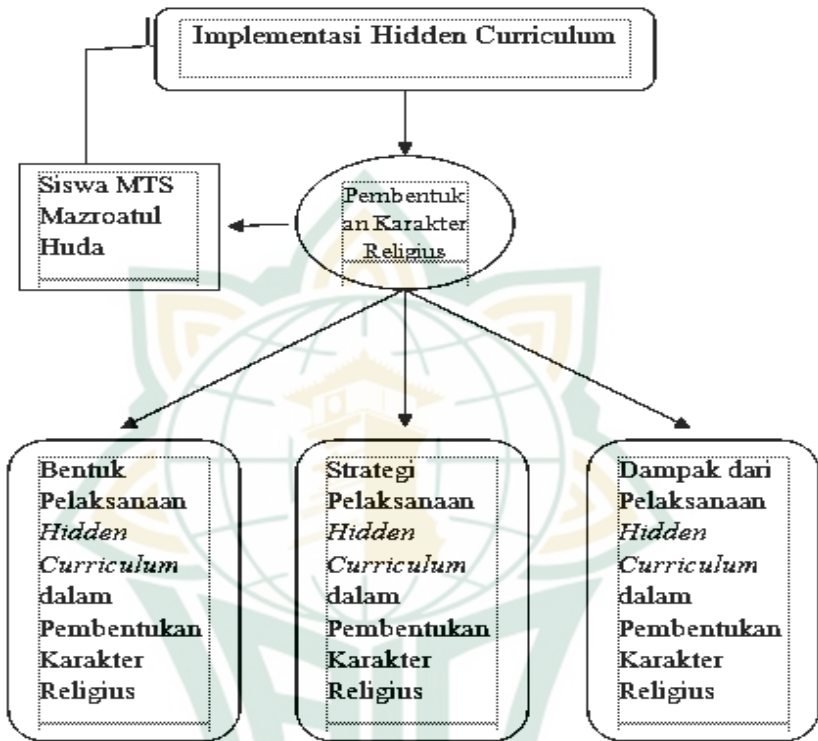 Implementasi Hidden Curriculum
Siswa MTS
Mazroatul
Huda
Pembentuk
an Karakter
Religius
Bentuk
Pelaksanaan
Hidden
Curriculum
dalam
Pembentukan
Karakter
Religius
Strategi
Pelaksanaan
Hidden
Curriculum
dalam
Pembentukan
Karakter
Religius
Dampak dari
Pelaksanaan
Hidden
Curriculum
dalam
Pembentukan
Karakter
Religius